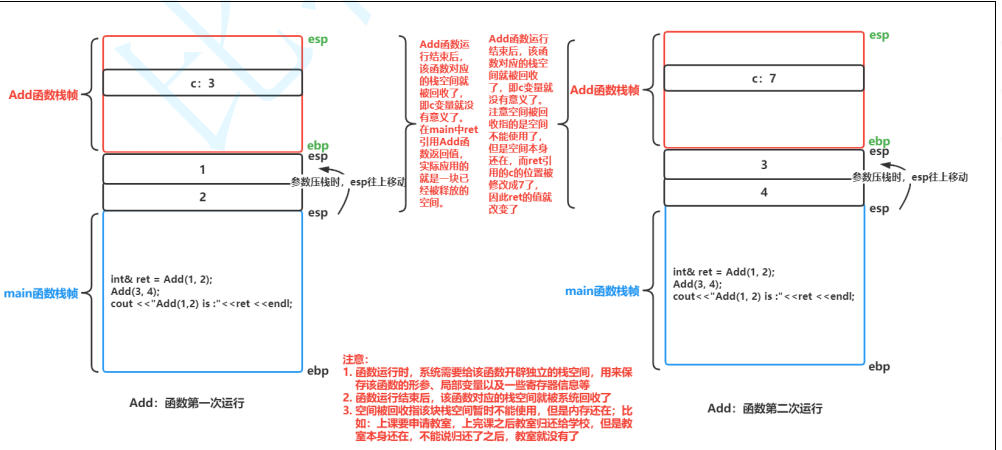 esp
c: 3
Add函数栈帧
ebp
esp
1
参数压栈时，esp往上移动
2
esp
main函数栈帧
int& ret = Add(1, 2);
Add(3, 4);
cout <<"Add(1,2) is :"<<ret <<endl;
ebp
Add：函数第一次运行
Add函数运
行结束后，
该函数对应
的栈空间就
被回收了，
即c变量就没
有意义了。
在main中ret
引用Add函
数返回值，
实际应用的
就是一块已
经被释放的
空间。
Add函数运行
结束后，该函
数对应的栈空
间就被回收
了，即c变量就
没有意义了。
注意空间被回
收指的是空间
不能使用了，
但是空间本身
还在，而ret引
用的c的位置被
修改成7了，
因此ret的值就
改变了
esp
c: 7
Add函数栈帧
ebp
esp
3
参数压栈时，esp往上移动
4
esp
main函数栈帧
int& ret = Add(1, 2);
Add(3, 4);
cout<<"Add(1, 2) is :"<<ret <<endl;
ebp
Add：函数第二次运行
注意：
1. 函数运行时，系统需要给该函数开辟独立的栈空间，用来保
存该函数的形参、局部变量以及一些寄存器信息等
2. 函数运行结束后，该函数对应的栈空间就被系统回收了
3. 空间被回收指该块栈空间暂时不能使用，但是内存还在；比
如：上课要申请教室，上完课之后教室归还给学校，但是教
室本身还在，不能说归还了之后，教室就没有了